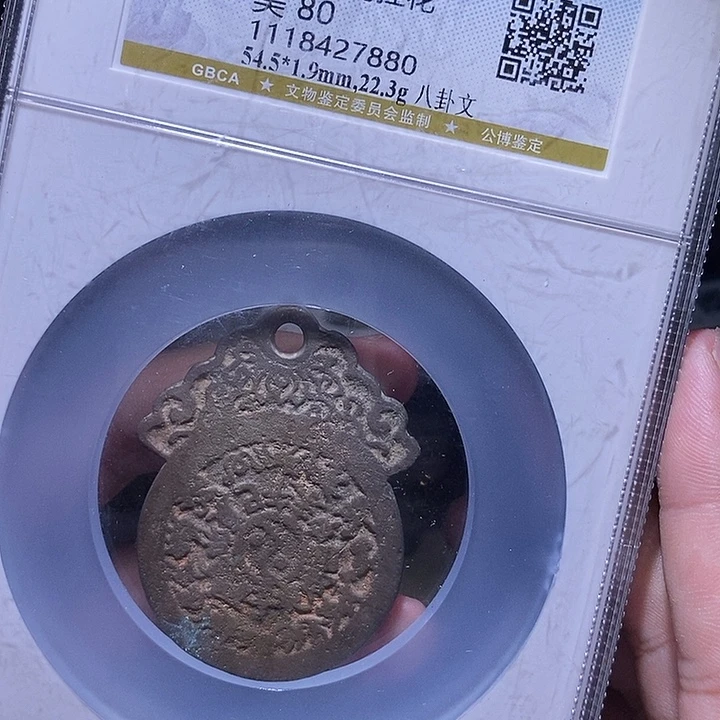 美 80
1118427880
54.5*1.9mm,22.3g 八卦文
GBCA ★ 文物鉴定委员会监制 ★ 公博鉴定